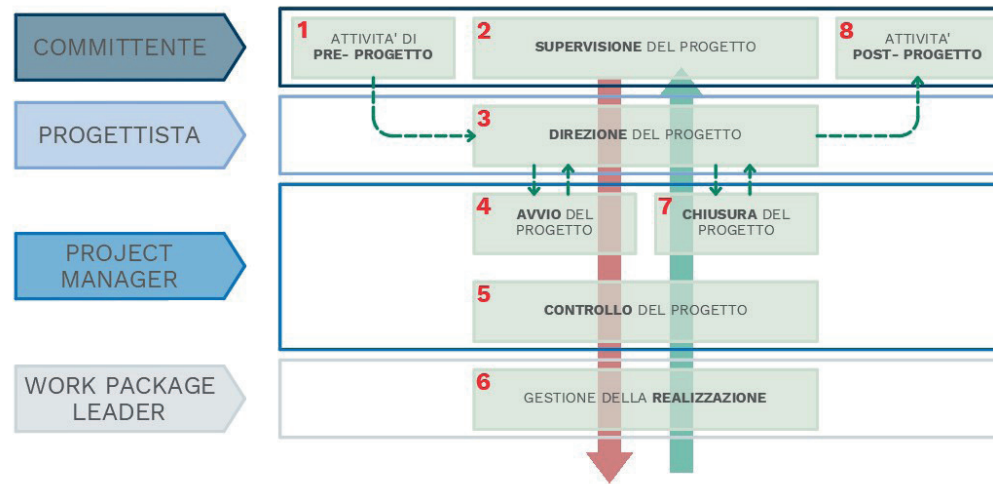 COMMITTENTE
1
ATTIVITA' DI
PRE- PROGETTO
2
SUPERVISIONE DEL PROGETTO
8
ATTIVITA'
POST- PROGETTO
PROGETTISTA
3
DIREZIONE DEL PROGETTO
PROJECT
MANAGER
4
AVVIO DEL
PROGETTO
7
CHIUSURA DEL
PROGETTO
5
CONTROLLO DEL PROGETTO
WORK PACKAGE
LEADER
6
GESTIONE DELLA REALIZZAZIONE